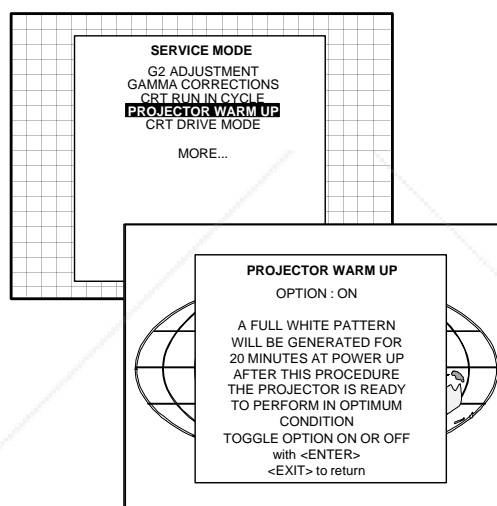 SERVICE MODE
G2 ADJUSTMENT
GAMMA CORRECTIONS
CRT RUN IN CYCLE
PROJECTOR WARM UP
CRT DRIVE MODE
MORE...
PROJECTOR WARM UP
OPTION : ON
A FULL WHITE PATTERN
WILL BE GENERATED FOR
20 MINUTES AT POWER UP
AFTER THIS PROCEDURE
THE PROJECTOR IS READY
TO PERFORM IN OPTIMUM
CONDITION
TOGGLE OPTION ON OR OFF
with <ENTER>
<EXIT> to return